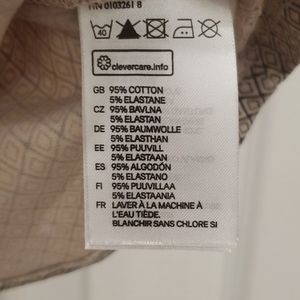 40
clevercare.info
GB 95% COTTON
5% ELASTANE
CZ 95% BAVLNA
5% ELASTAN
DE 95% BAUMWOLLE
5% ELASTHAN
EE 95% PUUVILL
5% ELASTAAN
ES 95% ALGODÓN
5% ELASTANO
FI 95% PUUVILLAA
5% ELASTAANIA
FR LAVER À LA MACHINE À
L'EAU TIÈDE.
BLANCHIR SANS CHLORE SI